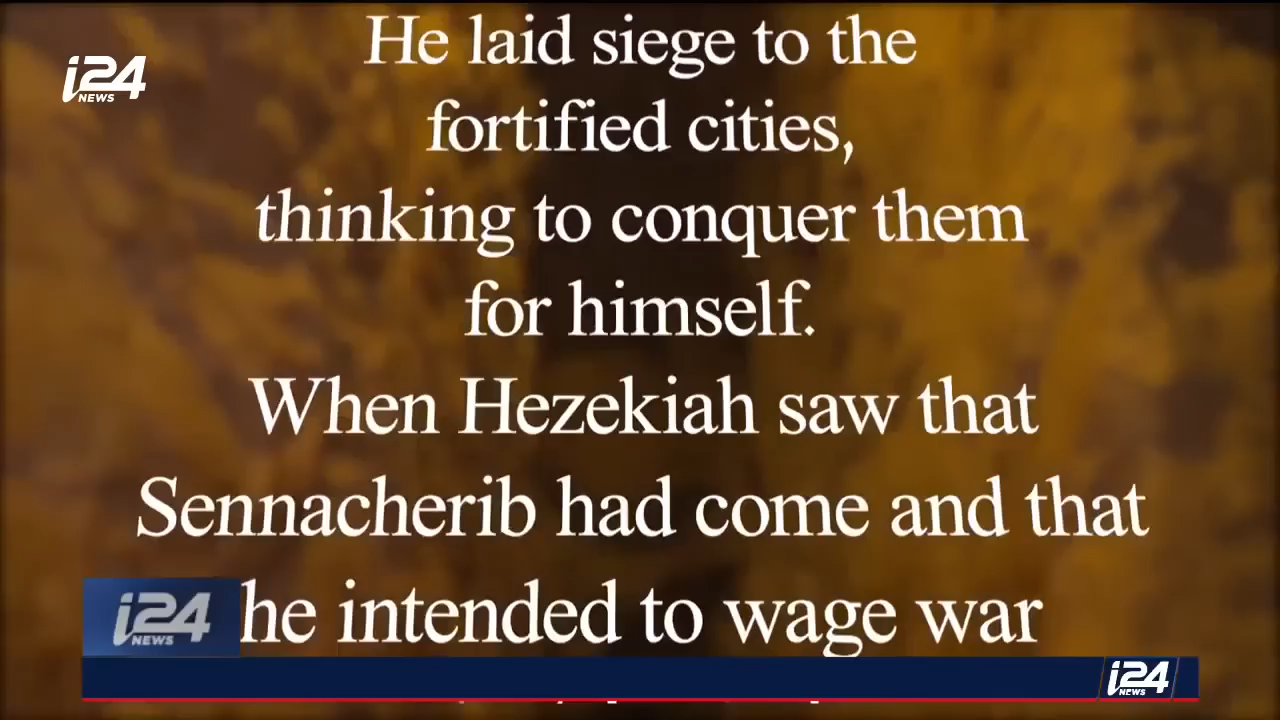 He laid siege to the
i24
NEWS
fortified cities,
thinking to conquer them
for himself.
When Hezekiah saw that
Sennacherib had come and that
he intended to wage war
i24
NEWS
i24
NEWS